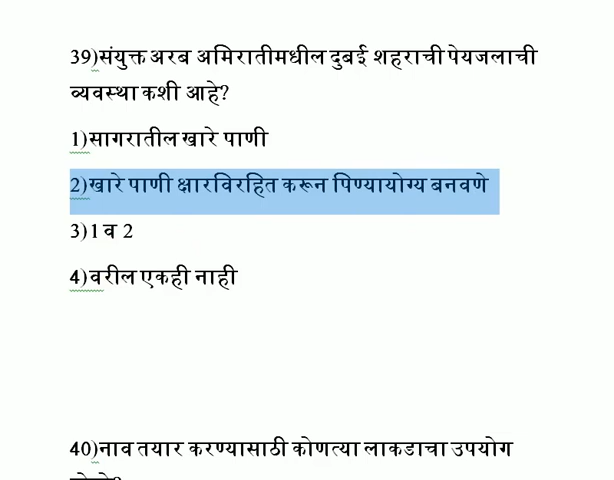 39)संयुक्त अरब अमिरातीमधील दुबई शहराची पेयजलाची
व्यवस्था कशी आहे?
1)सागरातील खारे पाणी
2)खारे पाणी क्षारविरहित करून पिण्यायोग्य बनवणे
3)1 व 2
4)वरील एकही नाही
40)नाव तयार करण्यासाठी कोणत्या लाकडाचा उपयोग